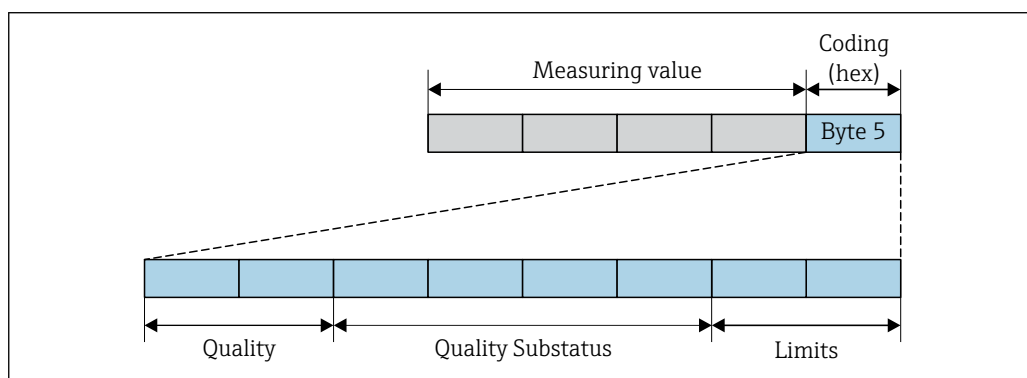 Coding
Measuring value
(hex)
Byte 5
Quality
Quality Substatus
Limits